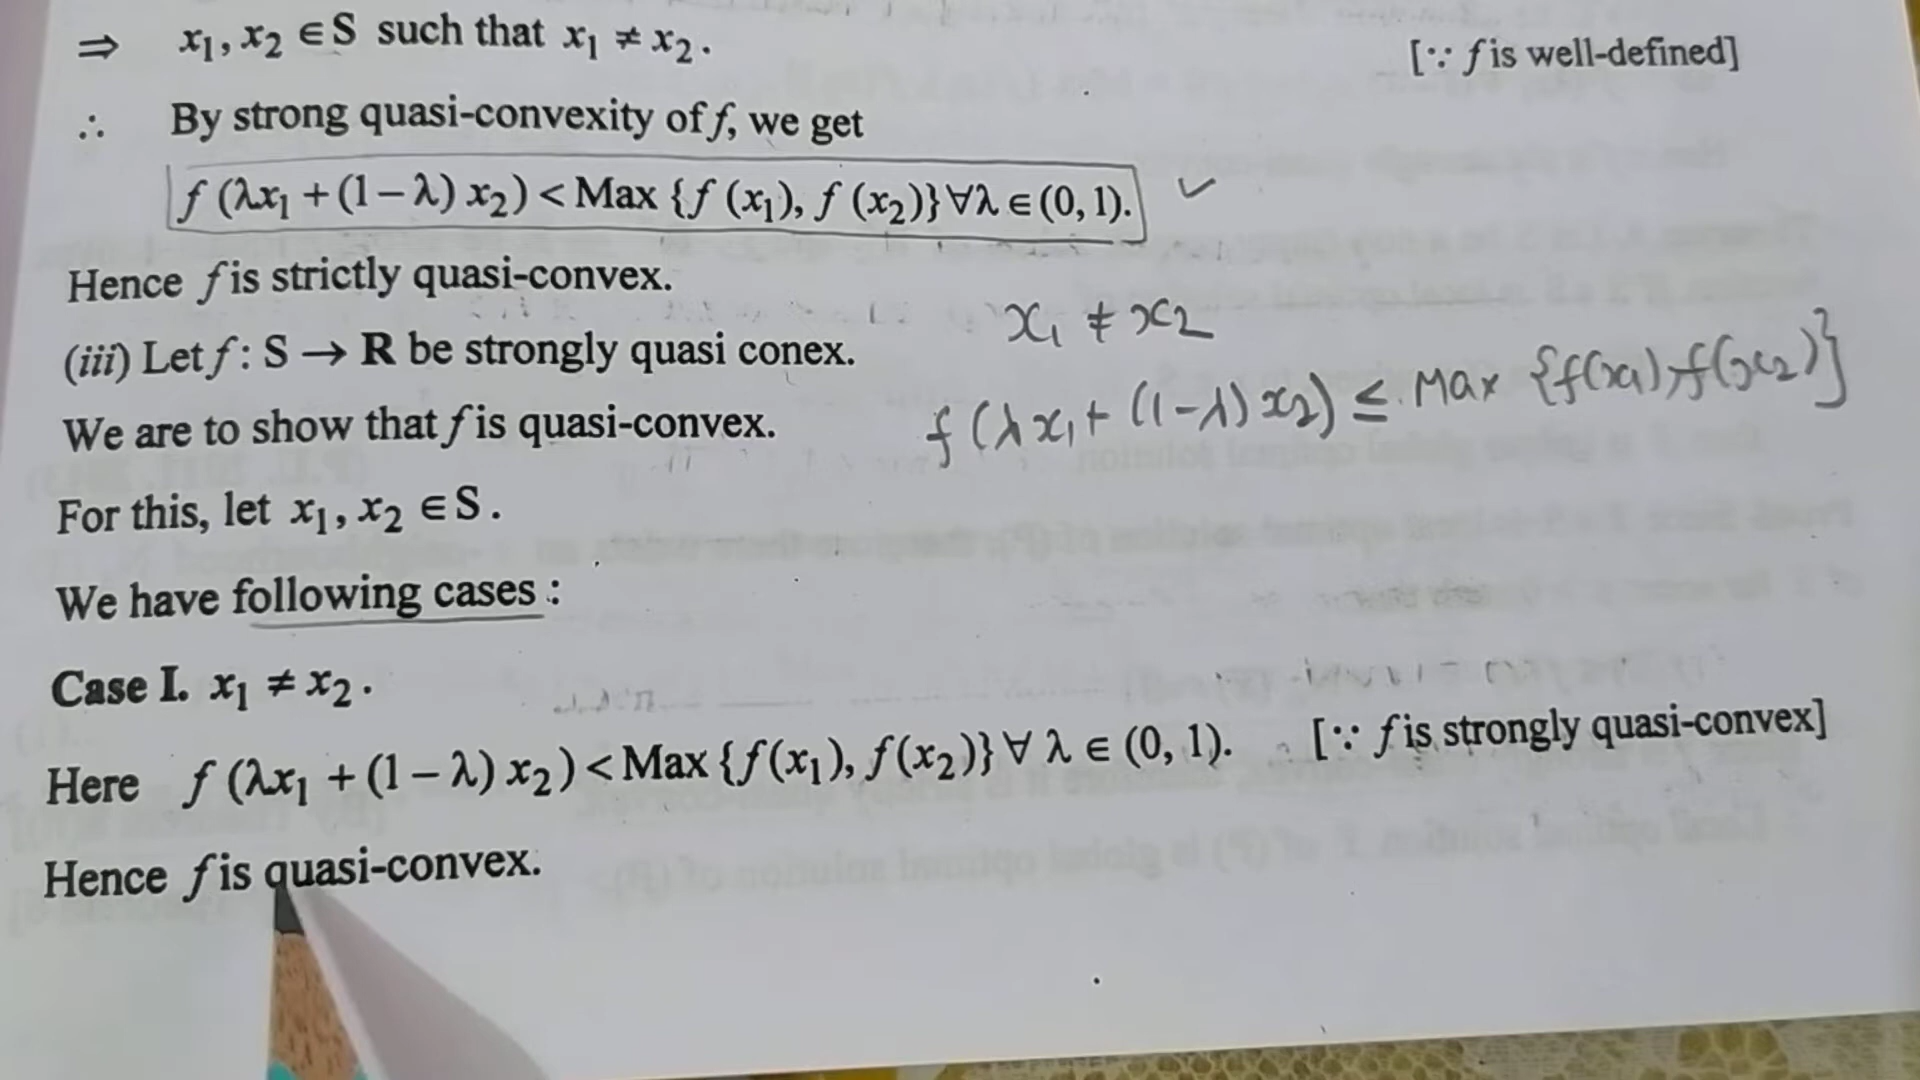 ⇒ x₁, x₂ ∈ S such that x₁ ≠ x₂. [∵ f is well-defined]
∴ By strong quasi-convexity of f, we get
f (λx₁ + (1 – λ) x₂) < Max {f (x₁), f (x₂)} ∀λ ∈ (0, 1). ✓
Hence f is strictly quasi-convex.
x₁ ≠ x₂
(iii) Let f : S → R be strongly quasi conex.
f (λx₁ + (1-λ) x₂) ≤ Max {f(x₁), f(x₂)}
We are to show that f is quasi-convex.
For this, let x₁, x₂ ∈ S.
We have following cases :
Case I. x₁ ≠ x₂.
Here f (λx₁ + (1 – λ) x₂) < Max {f(x₁), f(x₂)} ∀ λ ∈ (0, 1). [∵ f is strongly quasi-convex]
Hence f is quasi-convex.